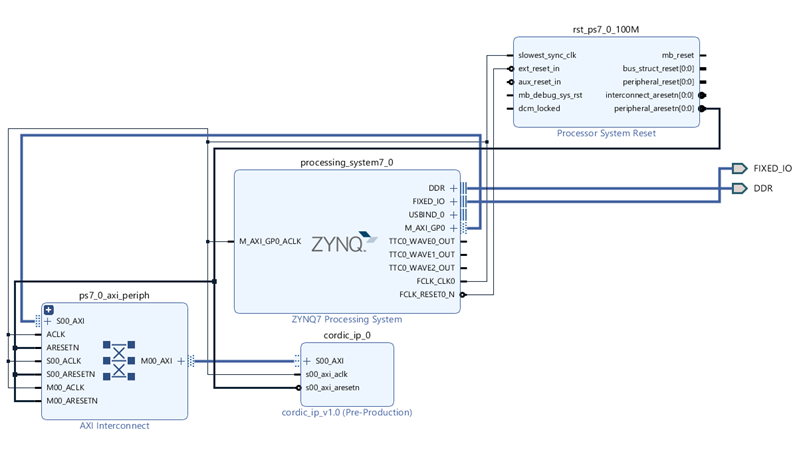 rst_ps7_0_100M
slowest_sync_clk
mb_reset
ext_reset_in
bus_struct_reset[0:0]
aux_reset_in
peripheral_reset[0:0]
mb_debug_sys_rst
interconnect_aresetn[0:0]
dcm_locked
peripheral_aresetn[0:0]
Processor System Reset
processing_system7_0
FIXED_IO
DDR
DDR
FIXED_IO
USBIND_0
M_AXI_GP0
M_AXI_GP0_ACLK
ZYNQ
TTC0_WAVE0_OUT
TTC0_WAVE1_OUT
TTC0_WAVE2_OUT
FCLK_CLK0
FCLK_RESET0_N
ZYNQ7 Processing System
ps7_0_axi_periph
S00_AXI
ACLK
ARESETN
S00_ACLK
M00_AXI
S00_ARESETN
M00_ACLK
M00_ARESETN
AXI Interconnect
cordic_ip_0
S00_AXI
s00_axi_aclk
s00_axi_aresetn
cordic_ip_v1.0 (Pre-Production)